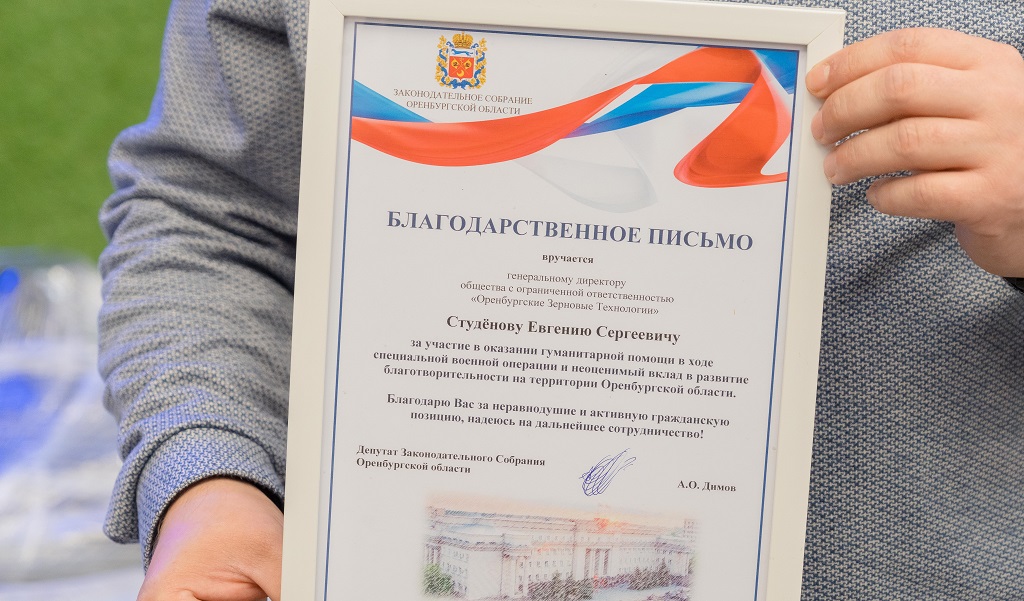 ЗАКОНОДАТЕЛЬНОЕ СОБРАНИЕ
ОРЕНБУРГСКОЙ ОБЛАСТИ
БЛАГОДАРСТВЕННОЕ ПИСЬМО
вручается
генеральному директору
общества с ограниченной ответственностью
«Оренбургские Зерновые Технологии»
Студёнову Евгению Сергеевичу
за участие в оказании гуманитарной помощи в ходе
специальной военной операции и неоценимый вклад в развитие
благотворительности на территории Оренбургской области.
Благодарю Вас за неравнодушие и активную гражданскую
позицию, надеюсь на дальнейшее сотрудничество!
Депутат Законодательного Собрания
Оренбургской области
А.О. Димов